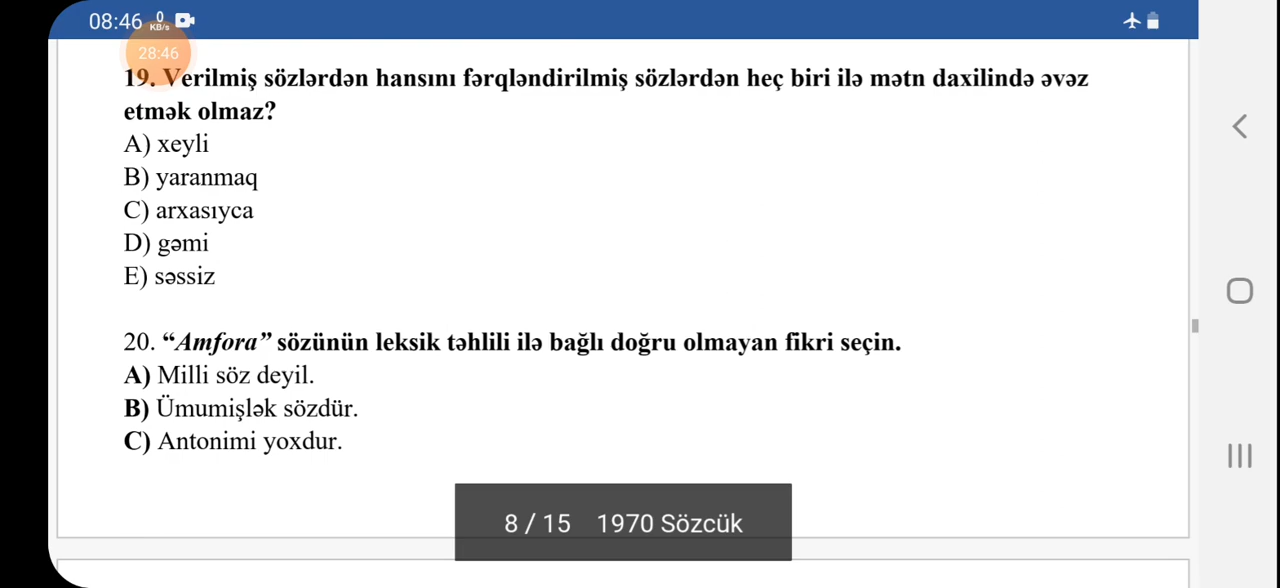 08:46 0 KB/s
28:46
19. Verilmiş sözlərdən hansını fərqləndirilmiş sözlərdən heç biri ilə mətn daxilində əvəz
etmək olmaz?
A) xeyli
B) yaranmaq
C) arxasıyca
D) gəmi
E) səssiz
20. “Amfora” sözünün leksik təhlili ilə bağlı doğru olmayan fikri seçin.
A) Milli söz deyil.
B) Ümumişlək sözdür.
C) Antonimi yoxdur.
8 / 15 1970 Sözcük